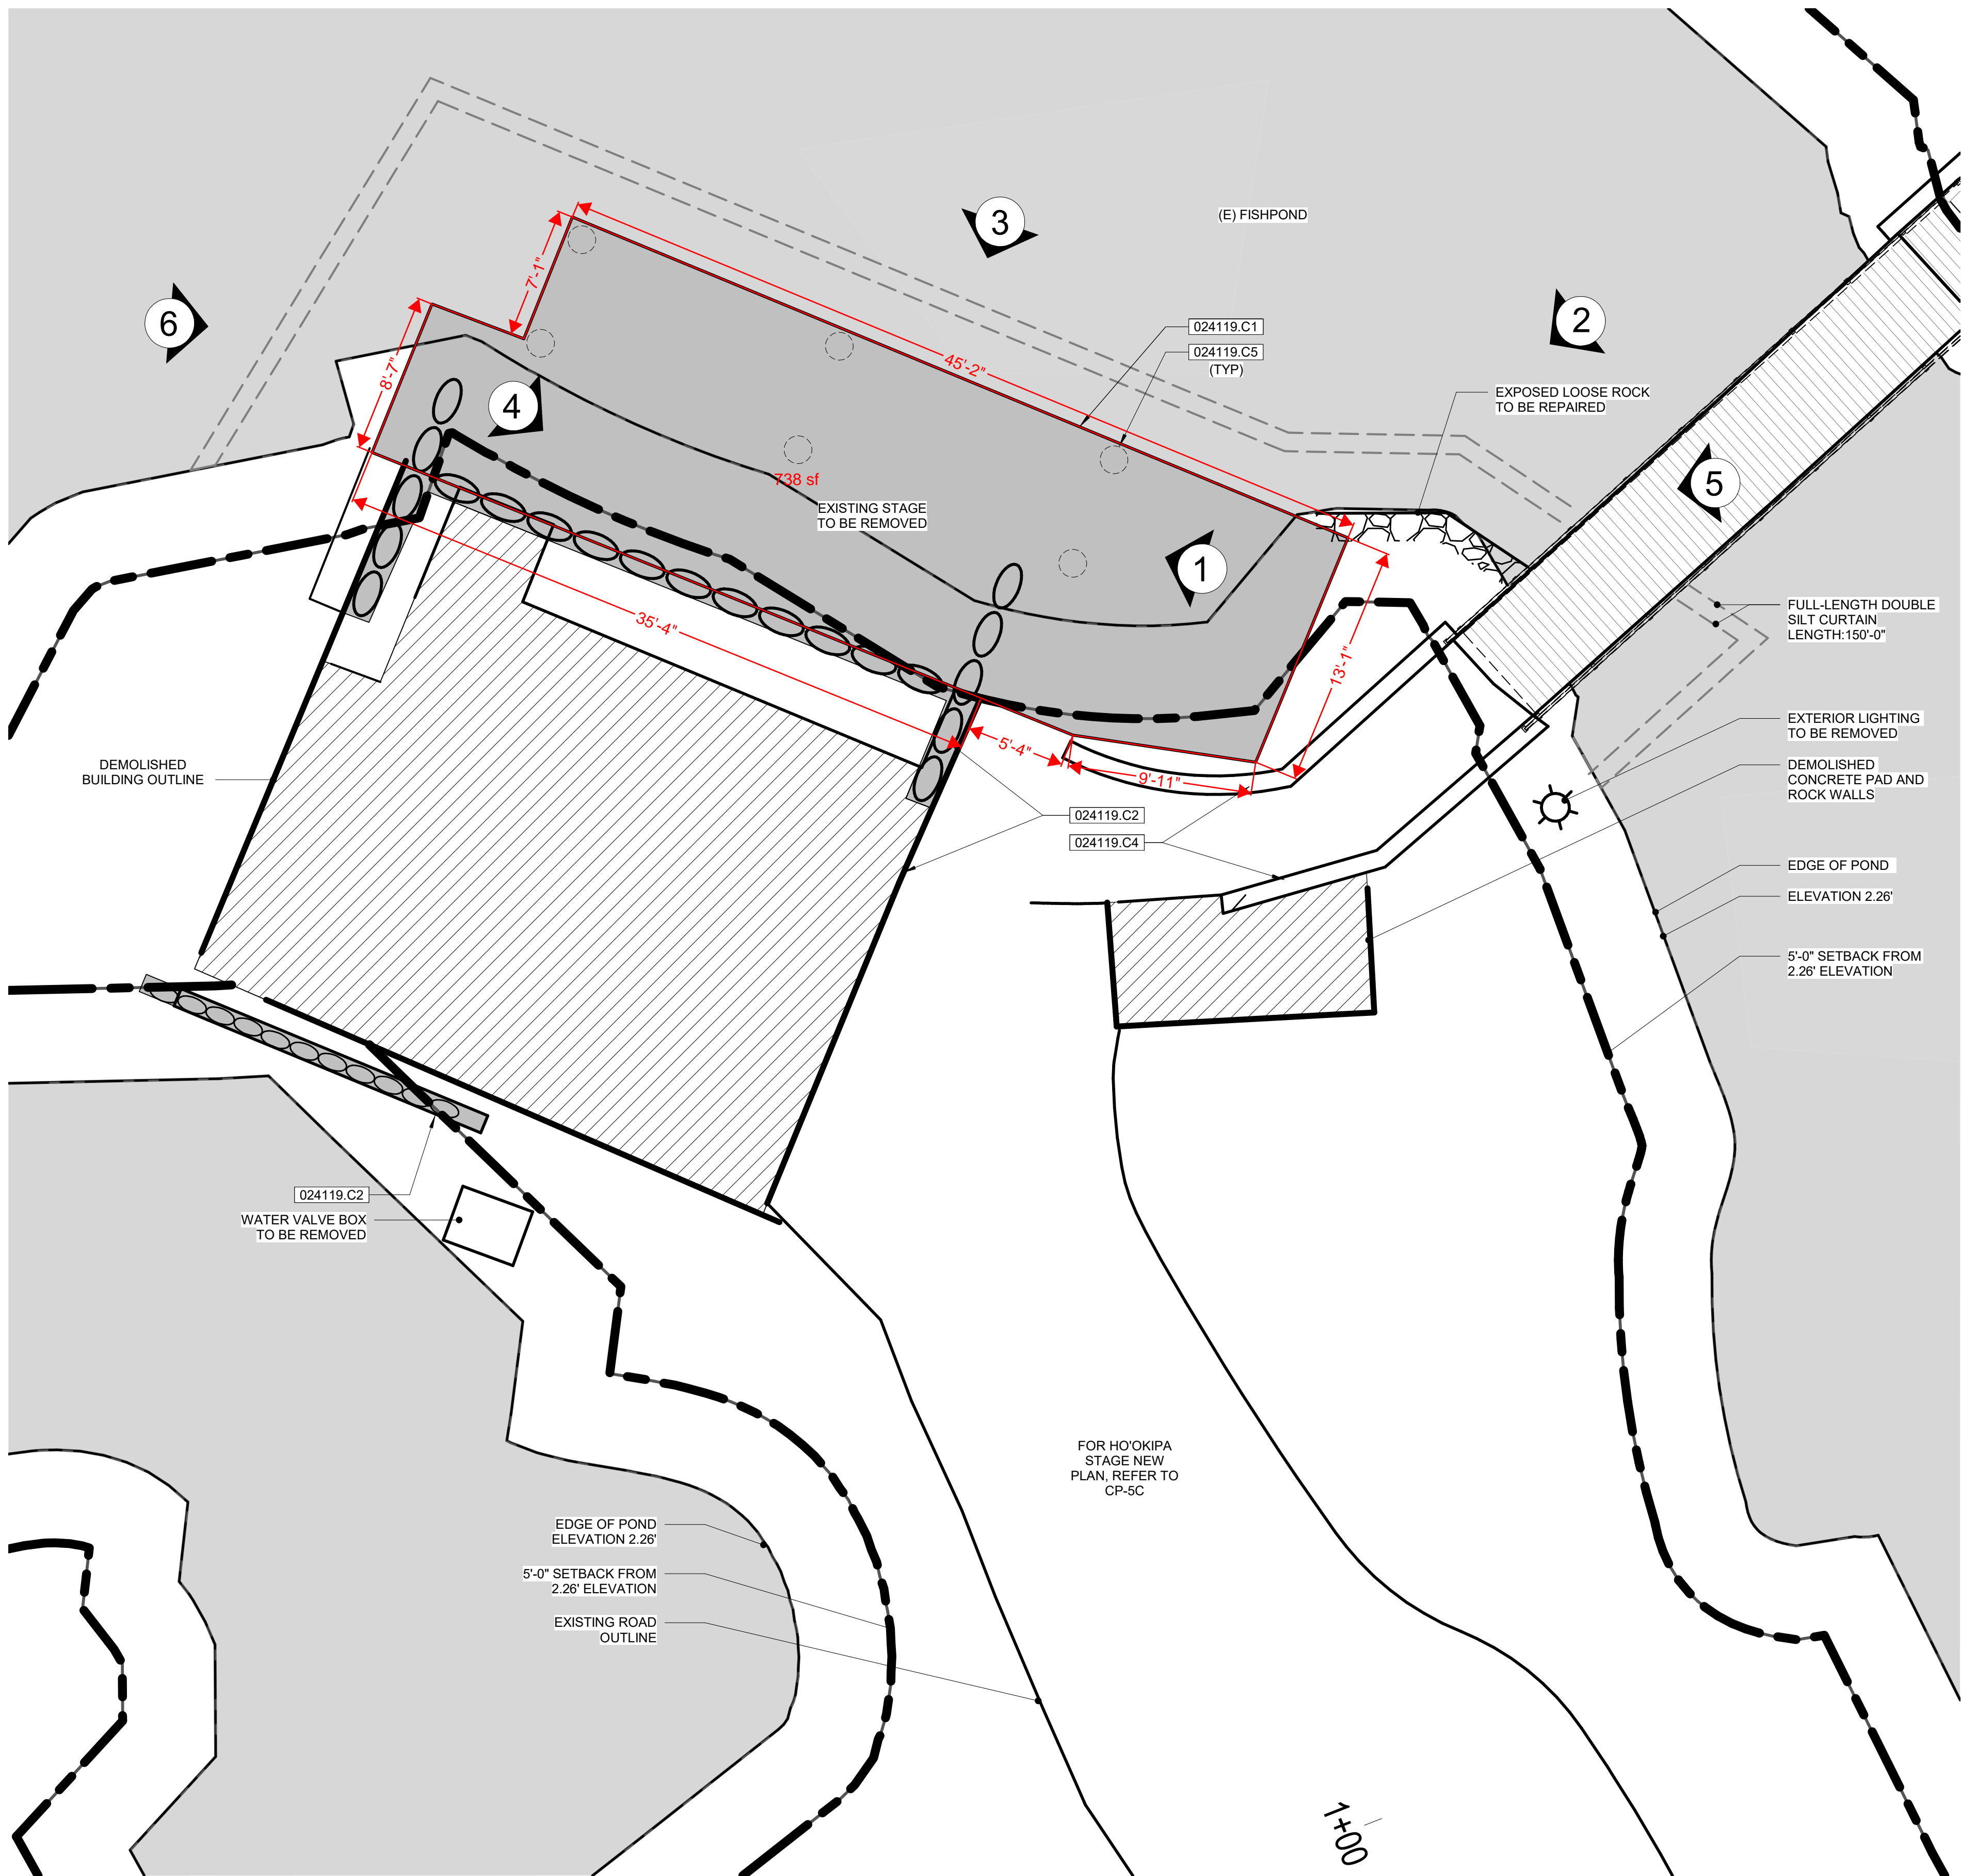 (E) FISHPOND
3
2
6
7'-1"
024119.C1
024119.C5
(TYP)
45'-2"
8'-7"
4
EXPOSED LOOSE ROCK
TO BE REPAIRED
738 sf
EXISTING STAGE
TO BE REMOVED
5
1
35'-4"
13'-1"
FULL-LENGTH DOUBLE
SILT CURTAIN
LENGTH:150'-0"
5'-4"
9'-11"
EXTERIOR LIGHTING
TO BE REMOVED
DEMOLISHED
BUILDING OUTLINE
DEMOLISHED
CONCRETE PAD AND
ROCK WALLS
024119.C2
024119.C4
EDGE OF POND
ELEVATION 2.26'
5'-0" SETBACK FROM
2.26' ELEVATION
024119.C2
WATER VALVE BOX
TO BE REMOVED
FOR HO'OKIPA
STAGE NEW
PLAN, REFER TO
CP-5C
EDGE OF POND
ELEVATION 2.26'
5'-0" SETBACK FROM
2.26' ELEVATION
EXISTING ROAD
OUTLINE
1+00